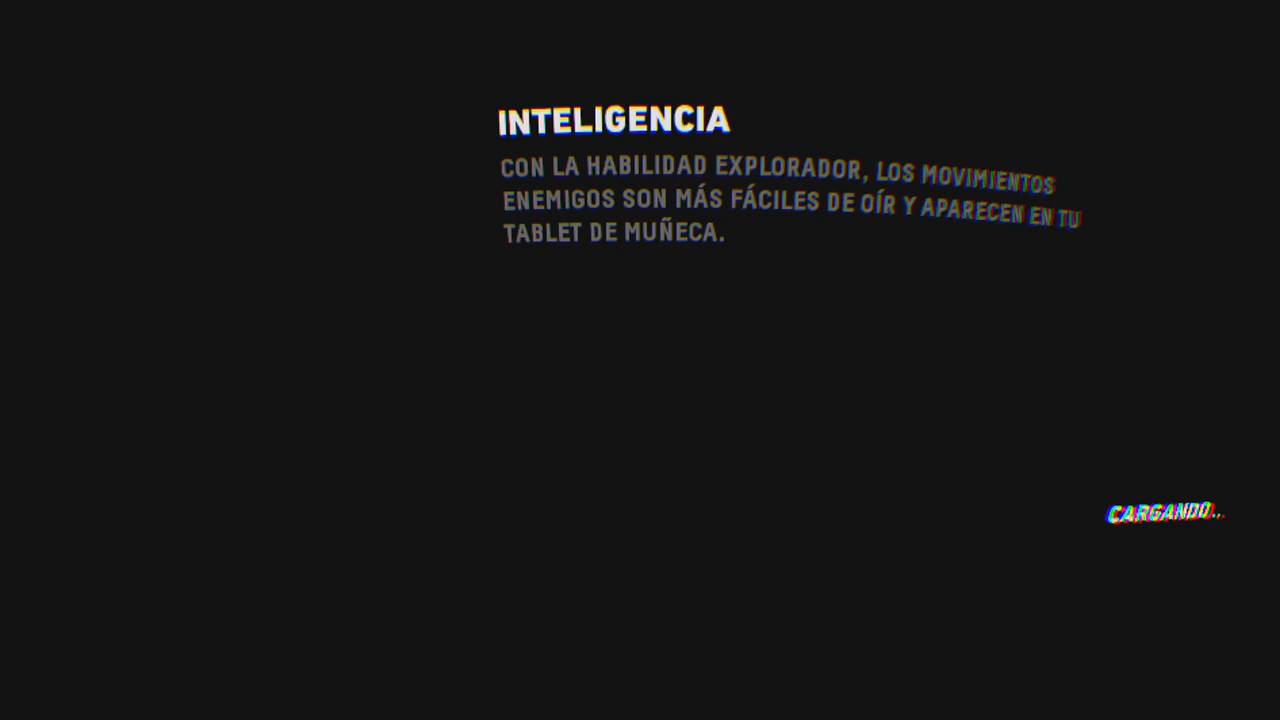 INTELIGENCIA
CON LA HABILIDAD EXPLORADOR, LOS MOVIMIENTOS
ENEMIGOS SON MÁS FÁCILES DE OÍR Y APARECEN EN TU
TABLET DE MUÑECA.
CARGANDO...